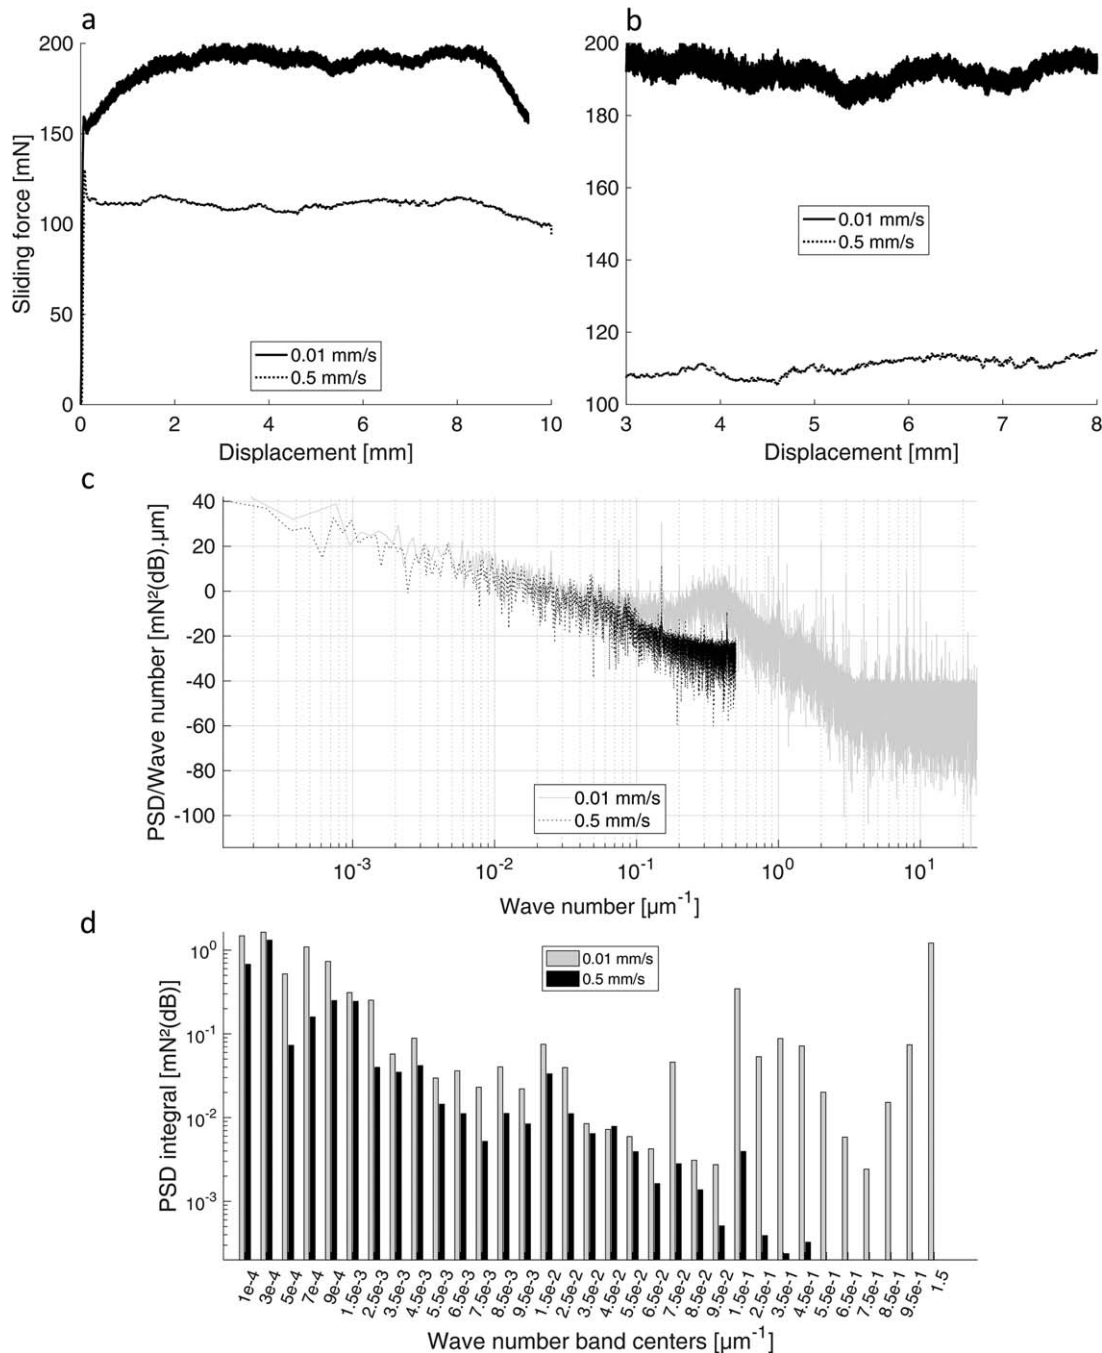 a
200
150
100
50
0
Sliding force [mN]
0.01 mm/s
0.5 mm/s
0 2 4 6 8 10
Displacement [mm]
b
200
180
160
140
120
100
0.01 mm/s
0.5 mm/s
3 4 5 6 7 8
Displacement [mm]
c
40
20
0
-20
-40
-60
-80
-100
PSD/Wave number [mN²(dB).µm]
0.01 mm/s
0.5 mm/s
10⁻³ 10⁻² 10⁻¹ 10⁰ 10¹
Wave number [µm⁻¹]
d
10⁰
10⁻¹
10⁻²
10⁻³
PSD integral [mN²(dB)]
0.01 mm/s
0.5 mm/s
1e-4 3e-4 5e-4 7e-4 9e-4 1.5e-3 2.5e-3 3.5e-3 4.5e-3 5.5e-3 6.5e-3 7.5e-3 8.5e-3 9.5e-3 1.5e-2 2.5e-2 3.5e-2 4.5e-2 5.5e-2 6.5e-2 7.5e-2 8.5e-2 9.5e-2 1.5e-1 2.5e-1 3.5e-1 4.5e-1 5.5e-1 6.5e-1 7.5e-1 8.5e-1 9.5e-1 1.5
Wave number band centers [µm⁻¹]